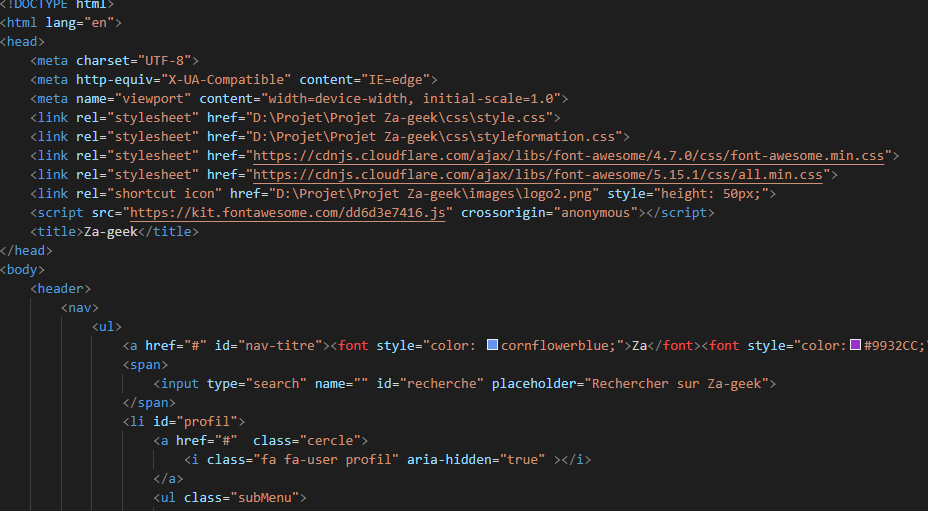 <!DOCTYPE html>
<html lang="en">
<head>
    <meta charset="UTF-8">
    <meta http-equiv="X-UA-Compatible" content="IE=edge">
    <meta name="viewport" content="width=device-width, initial-scale=1.0">
    <link rel="stylesheet" href="D:\Projet\Projet Za-geek\css\style.css">
    <link rel="stylesheet" href="D:\Projet\Projet Za-geek\css\styleformation.css">
    <link rel="stylesheet" href="https://cdnjs.cloudflare.com/ajax/libs/font-awesome/4.7.0/css/font-awesome.min.css">
    <link rel="stylesheet" href="https://cdnjs.cloudflare.com/ajax/libs/font-awesome/5.15.1/css/all.min.css">
    <link rel="shortcut icon" href="D:\Projet\Projet Za-geek\images\logo2.png" style="height: 50px;">
    <script src="https://kit.fontawesome.com/dd6d3e7416.js" crossorigin="anonymous"></script>
    <title>Za-geek</title>
</head>
<body>
    <header>
        <nav>
            <ul>
                <a href="#" id="nav-titre"><font style="color: cornflowerblue;">Za</font><font style="color:#9932CC;"
                <span>
                    <input type="search" name="" id="recherche" placeholder="Rechercher sur Za-geek">
                </span>
                <li id="profil">
                    <a href="#"  class="cercle">
                        <i class="fa fa-user profil" aria-hidden="true" ></i>
                    </a>
                    <ul class="subMenu">